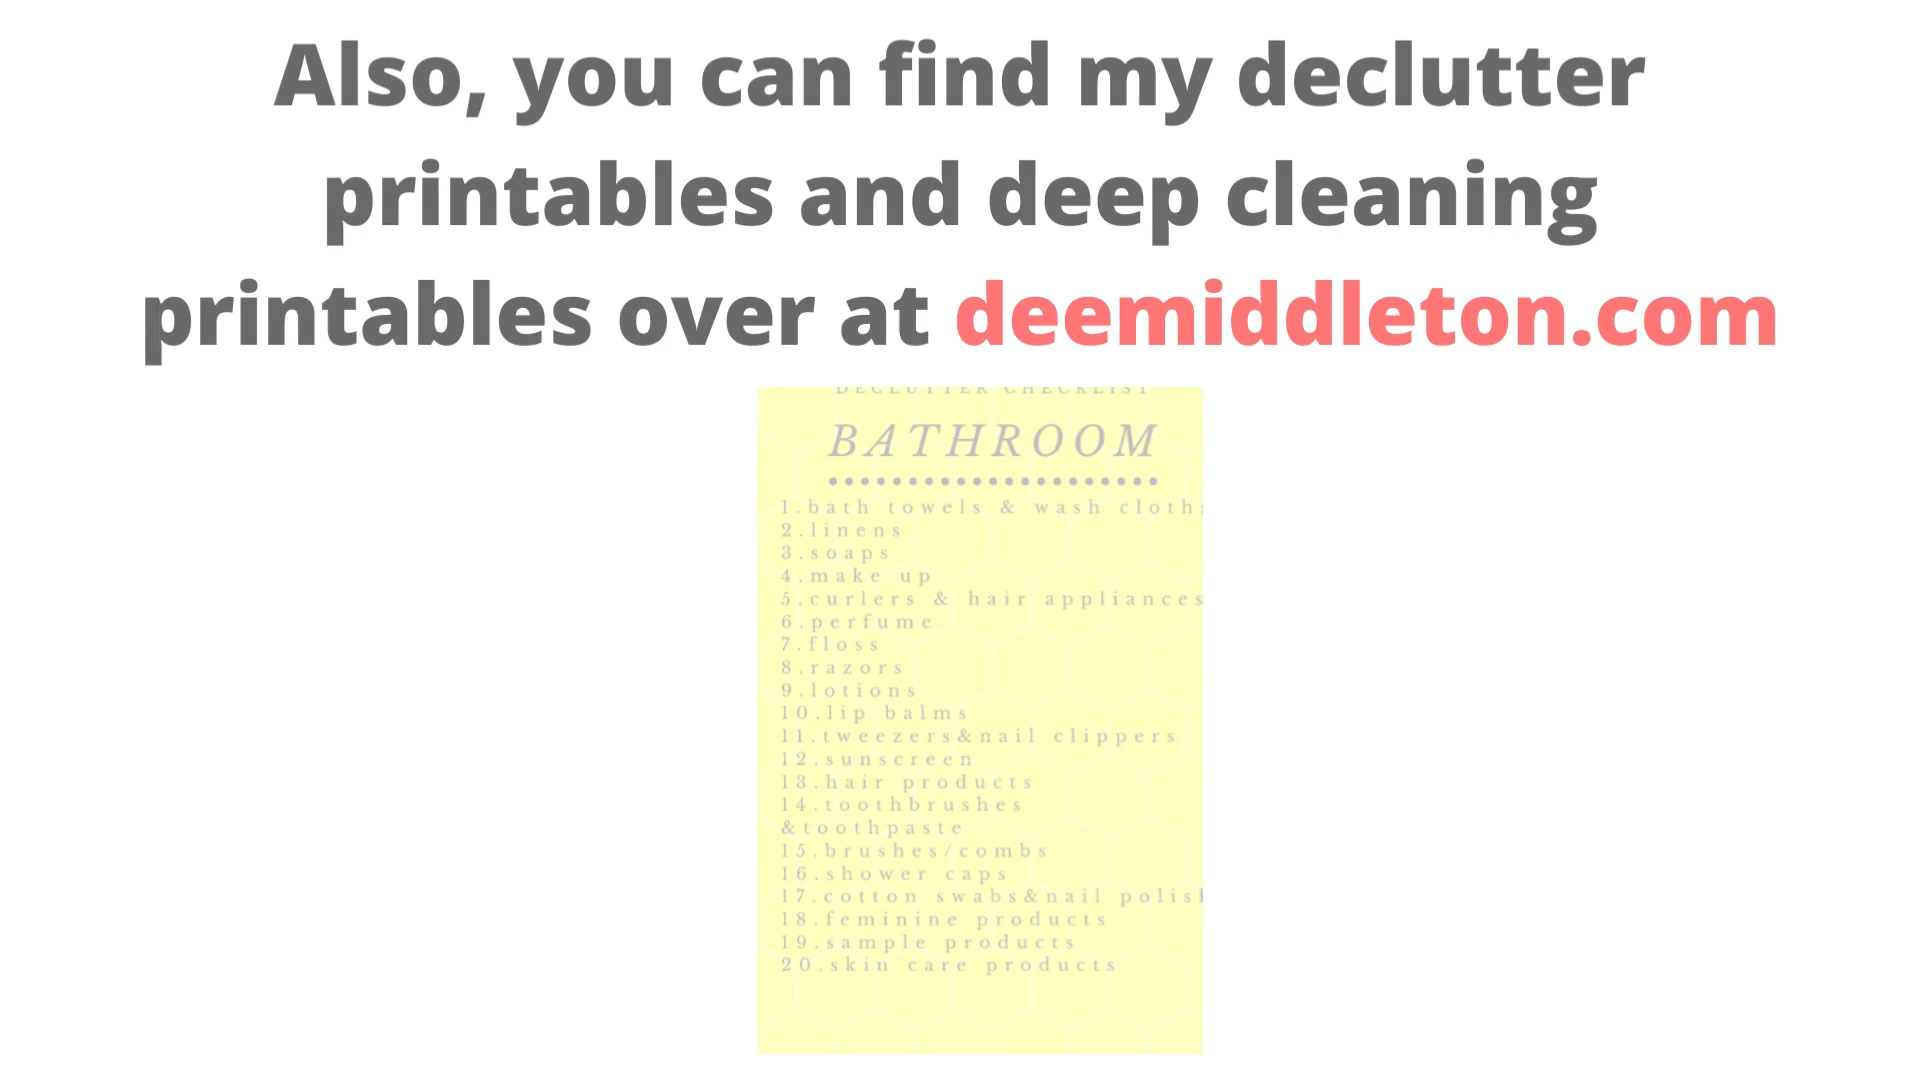 Also, you can find my declutter
printables and deep cleaning
printables over at deemiddleton.com
DECLUTTER CHECKLIST
BATHROOM
1.bath towels & wash cloths
2.linens
3.soaps
4.make up
5.curlers & hair appliances
6.perfume
7.floss
8.razors
9.lotions
10.lip balms
11.tweezers&nail clippers
12.sunscreen
13.hair products
14.toothbrushes
&toothpaste
15.brushes/combs
16.shower caps
17.cotton swabs&nail polish
18.feminine products
19.sample products
20.skin care products